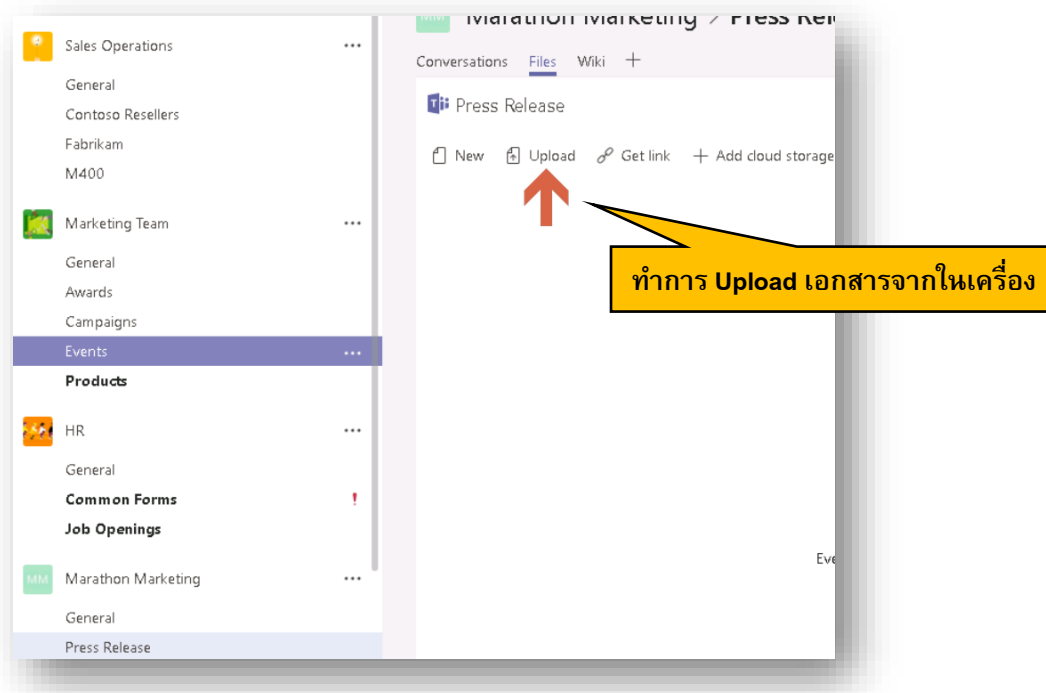 Sales Operations
General
Contoso Resellers
Fabrikam
M400
Marketing Team
General
Awards
Campaigns
Events
Products
HR
General
Common Forms !
Job Openings
MM Marathon Marketing
General
Press Release
MM Marathon Marketing > Press Rel
Conversations Files Wiki +
Press Release
New Upload Get link + Add cloud storage
ทำการ Upload เอกสารจากในเครื่อง
Eve